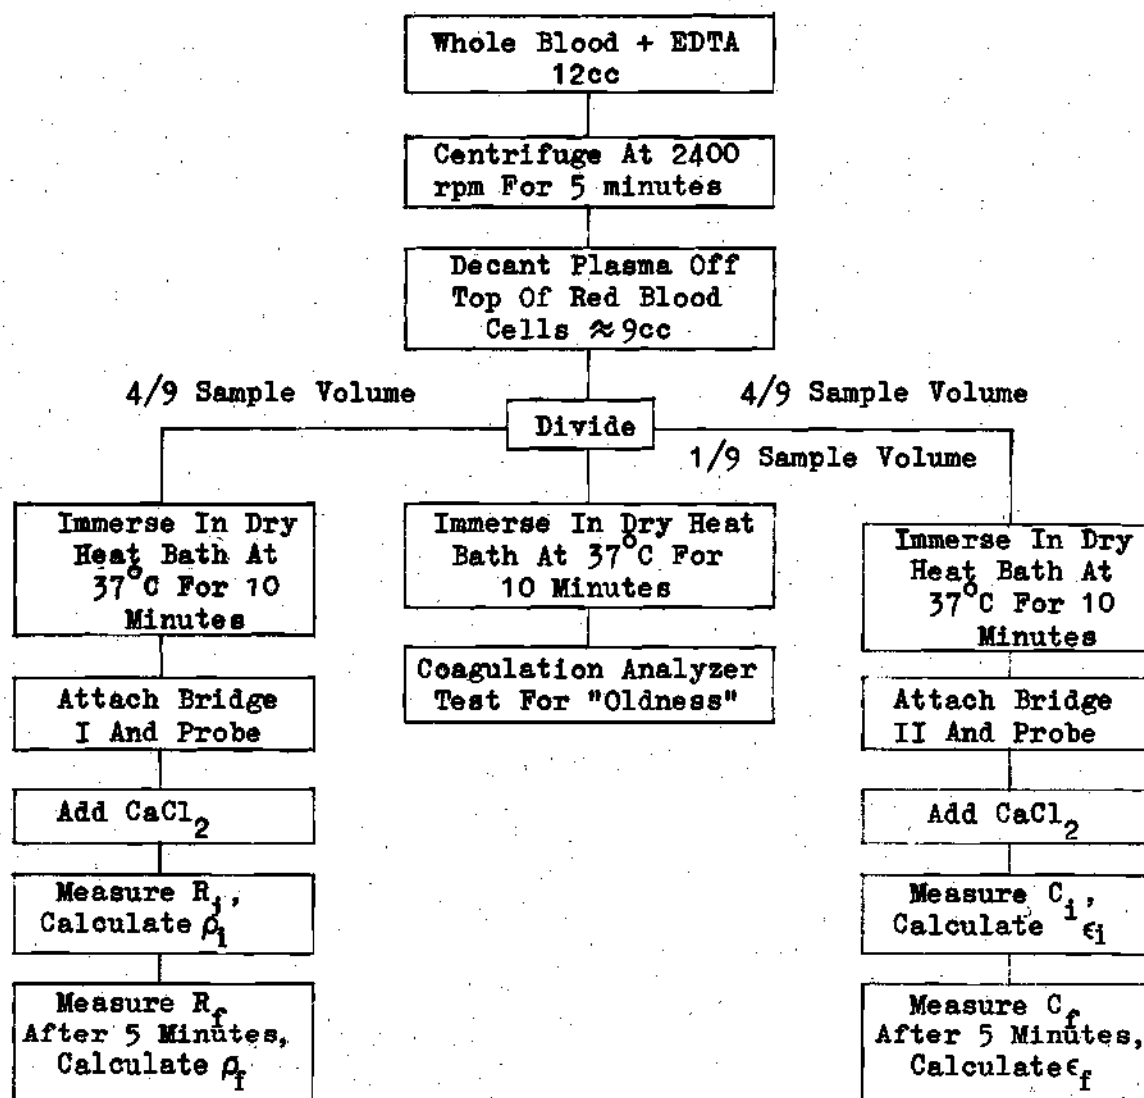 Whole Blood + EDTA
12cc
Centrifuge At 2400
rpm For 5 minutes
Decant Plasma Off
Top Of Red Blood
Cells ≈ 9cc
4/9 Sample Volume
4/9 Sample Volume
Divide
1/9 Sample Volume
Immerse In Dry
Heat Bath At
37°C For 10
Minutes
Attach Bridge
I And Probe
Add CaCl₂
Measure Rᵢ,
Calculate ρᵢ
Measure R_f
After 5 Minutes,
Calculate ρ_f
Immerse In Dry Heat
Bath At 37°C For
10 Minutes
Coagulation Analyzer
Test For "Oldness"
Immerse In Dry
Heat Bath At
37°C For 10
Minutes
Attach Bridge
II And Probe
Add CaCl₂
Measure Cᵢ,
Calculate ϵᵢ
Measure C_f
After 5 Minutes,
Calculate ϵ_f